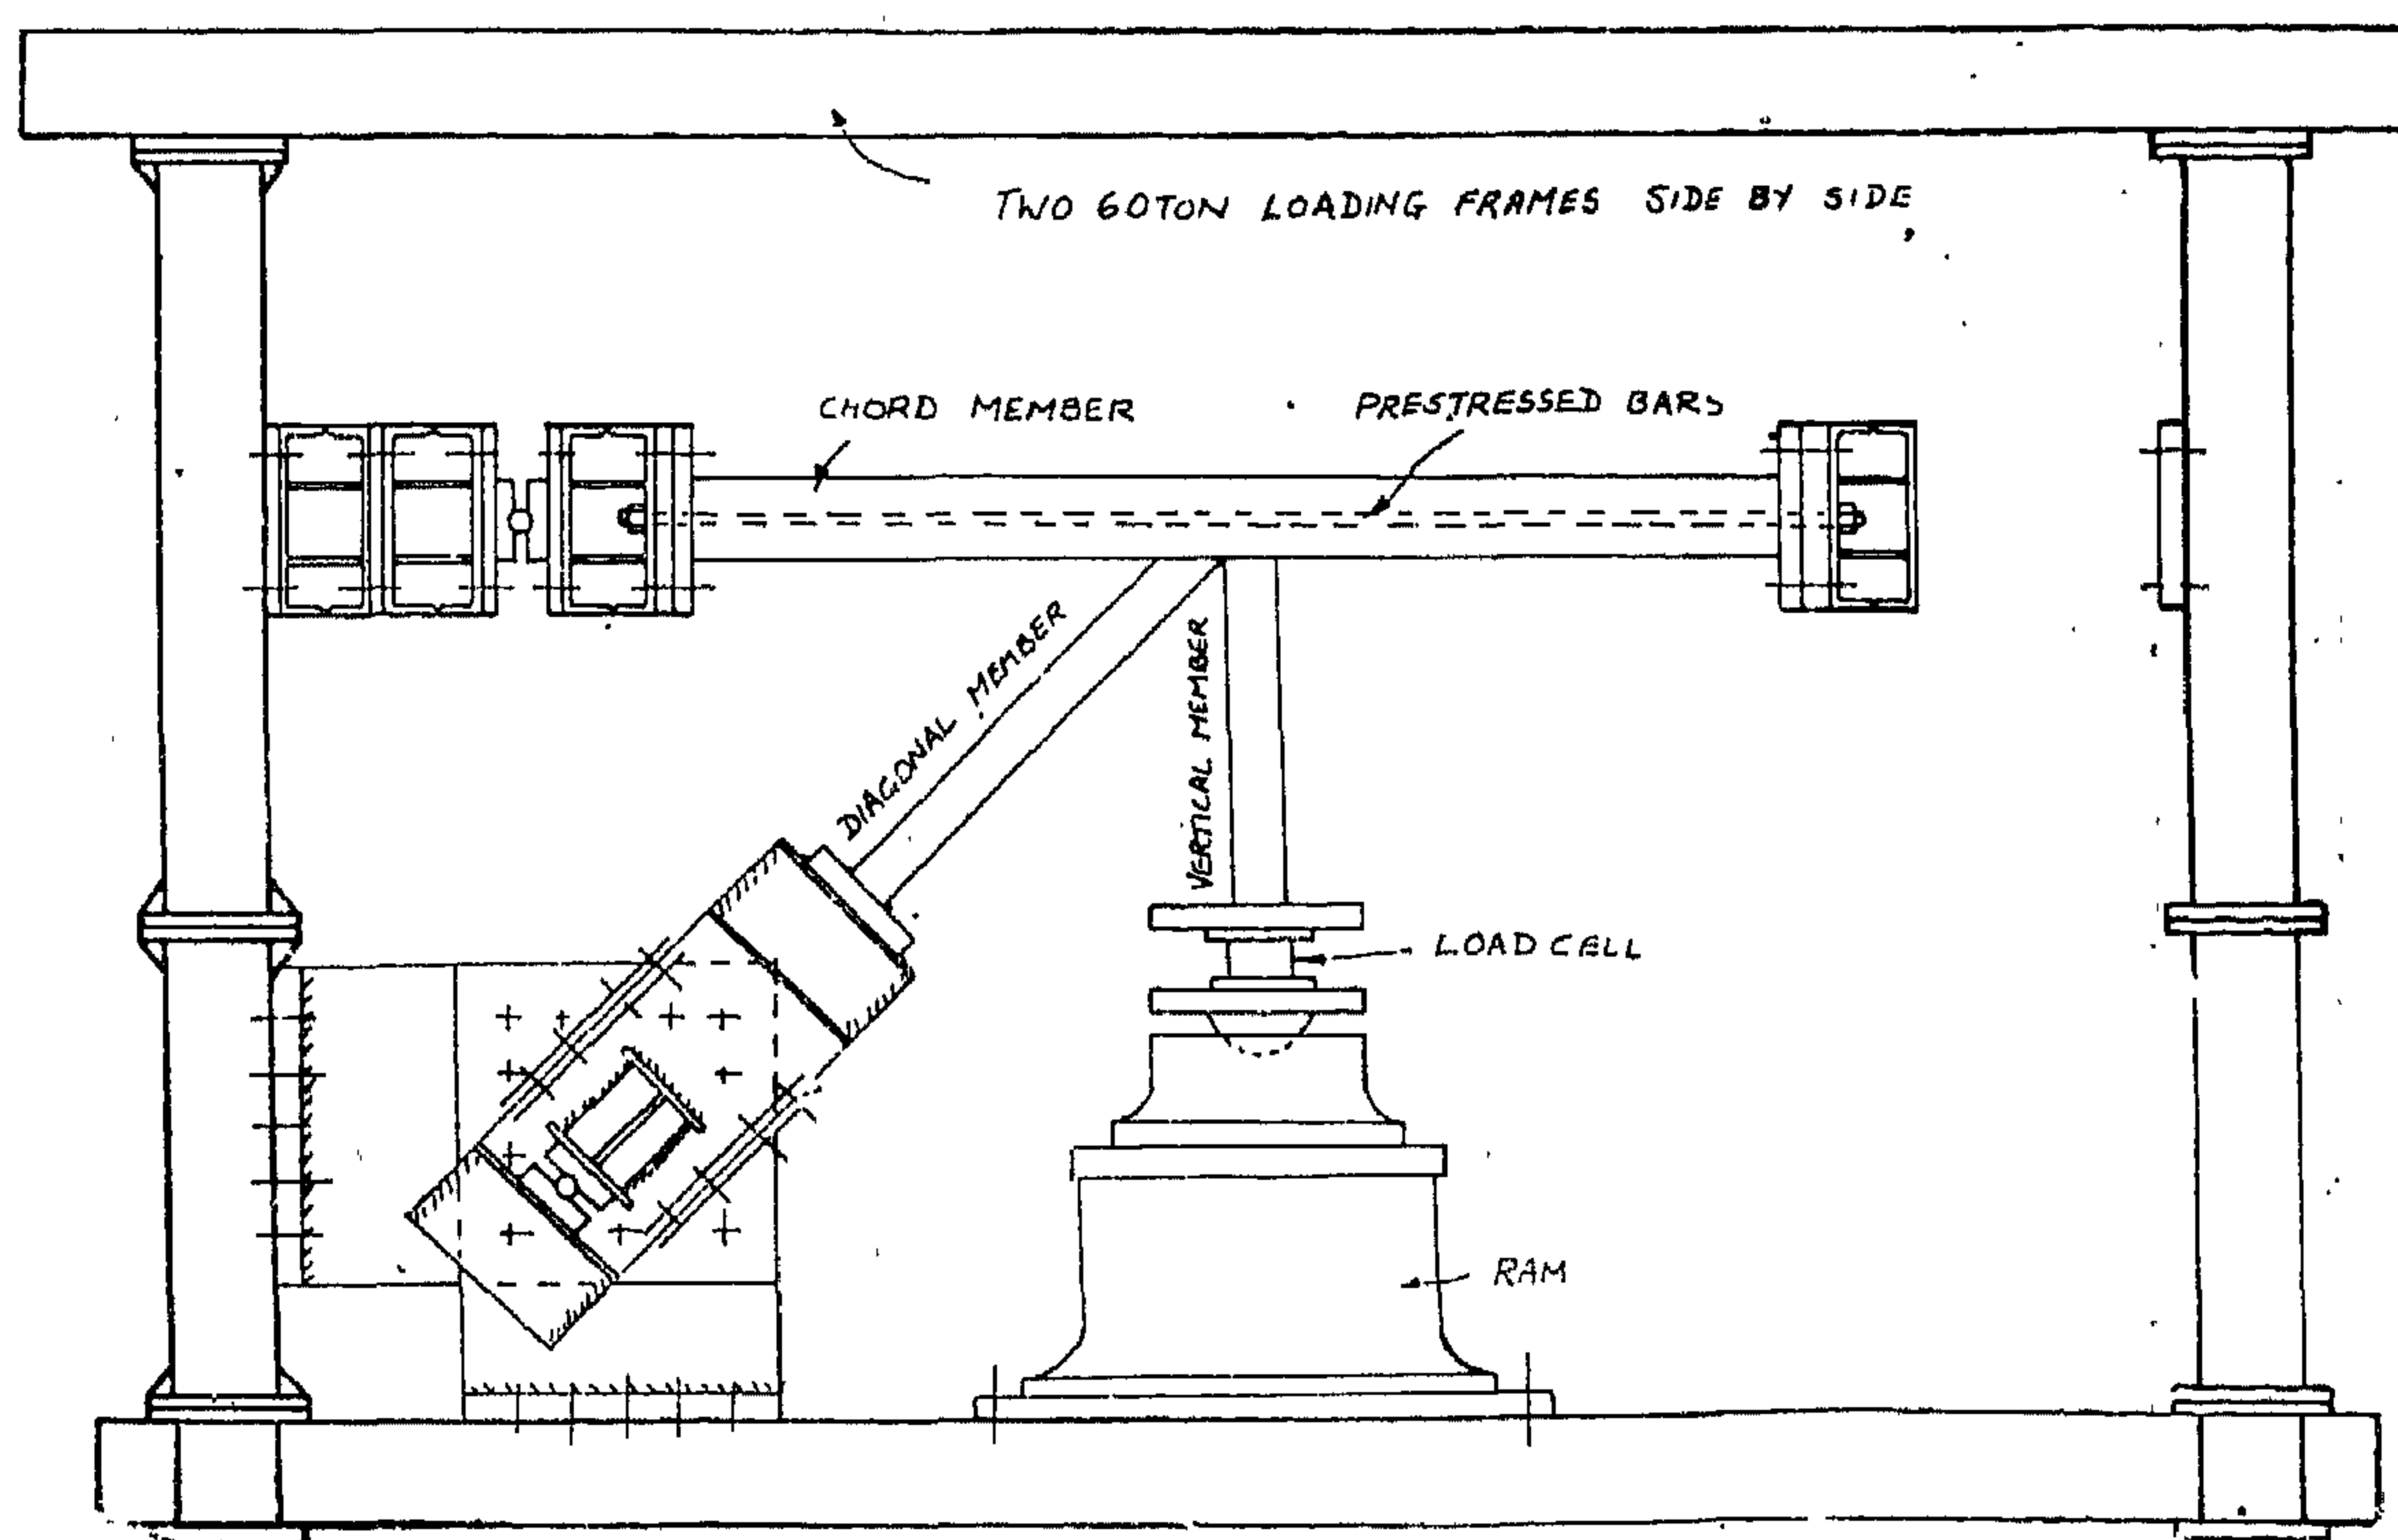 TWO 60TON LOADING FRAMES SIDE BY SIDE
CHORD MEMBER
PRESTRESSED BARS
DIAGONAL MEMBER
VERTICAL MEMBER
LOAD CELL
RAM